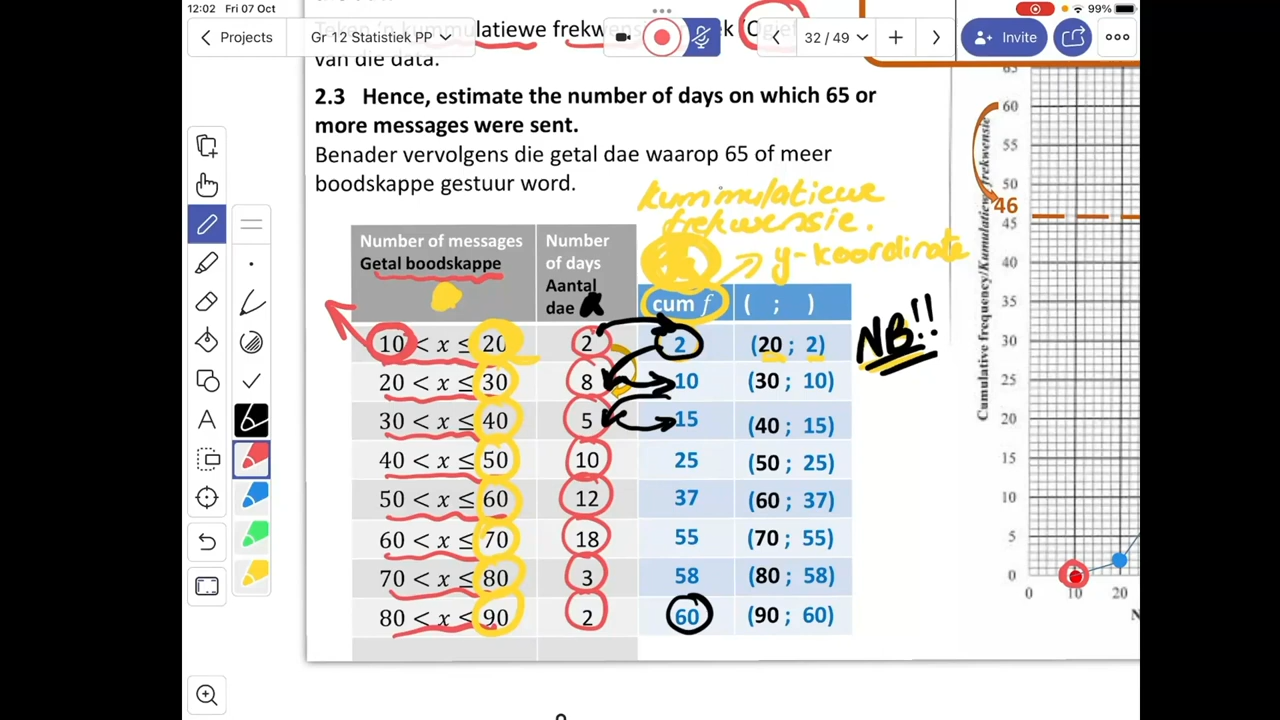 12:02 Fri 07 Oct
99%
Projects
Gr 12 Statistiek PP
32 / 49
Invite
van die data.
2.3 Hence, estimate the number of days on which 65 or
more messages were sent.
Benader vervolgens die getal dae waarop 65 of meer
boodskappe gestuur word.
kummulatiewe
frekwensie.
y-koordinate
Number of messages
Getal boodskappe
Number
of days
Aantal
dae
cum f
( ; )
10 < x ≤ 20 2 2 (20 ; 2)
NB!!
20 < x ≤ 30 8 10 (30 ; 10)
30 < x ≤ 40 5 15 (40 ; 15)
40 < x ≤ 50 10 25 (50 ; 25)
50 < x ≤ 60 12 37 (60 ; 37)
60 < x ≤ 70 18 55 (70 ; 55)
70 < x ≤ 80 3 58 (80 ; 58)
80 < x ≤ 90 2 60 (90 ; 60)
Cumulative frequency/Kumulatiewe frekwensie
65
60
55
50
46
45
40
35
30
25
20
15
10
5
0
0 10 20
A